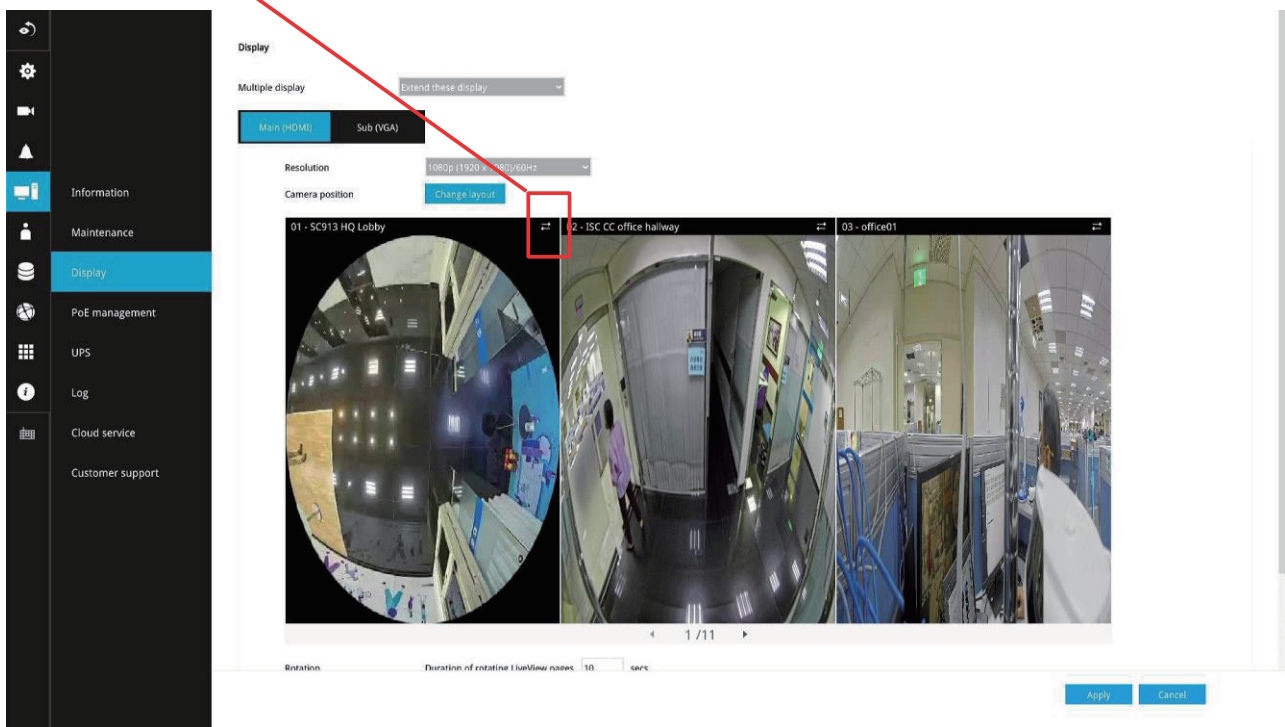 Display
Multiple display
Extend these display
Main (HDMI)
Sub (VGA)
Resolution
1080p (1920 x 1080)/60Hz
Camera position
Change layout
Information
Maintenance
Display
PoE management
UPS
Log
Cloud service
Customer support
01 - SC913 HQ Lobby
02 - ISC CC office hallway
03 - office01
1 /11
Rotation
Duration of rotating LiveView pages
10
secs
Apply
Cancel